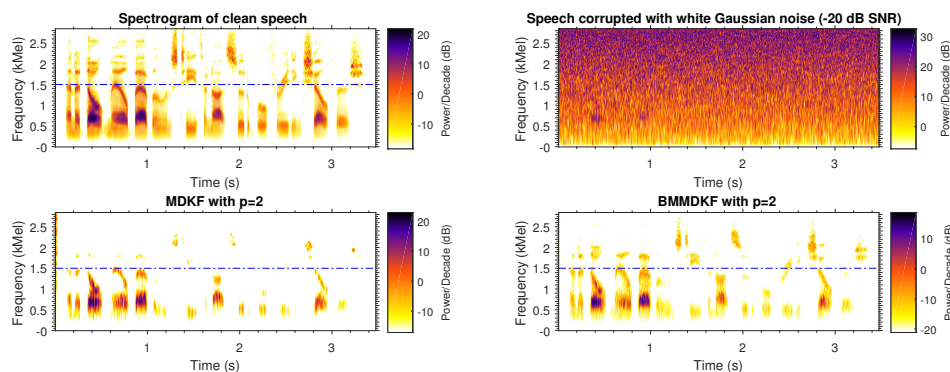 Spectrogram of clean speech
Frequency (kMel)
2.5
2
1.5
1
0.5
-0
1 2 3
Time (s)
20
10
0
-10
Power/Decade (dB)
Speech corrupted with white Gaussian noise (-20 dB SNR)
Frequency (kMel)
2.5
2
1.5
1
0.5
-0
1 2 3
Time (s)
30
20
10
0
Power/Decade (dB)
MDKF with p=2
Frequency (kMel)
2.5
2
1.5
1
0.5
-0
1 2 3
Time (s)
20
10
0
-10
Power/Decade (dB)
BMMDKF with p=2
Frequency (kMel)
2.5
2
1.5
1
0.5
-0
1 2 3
Time (s)
10
0
-10
-20
Power/Decade (dB)